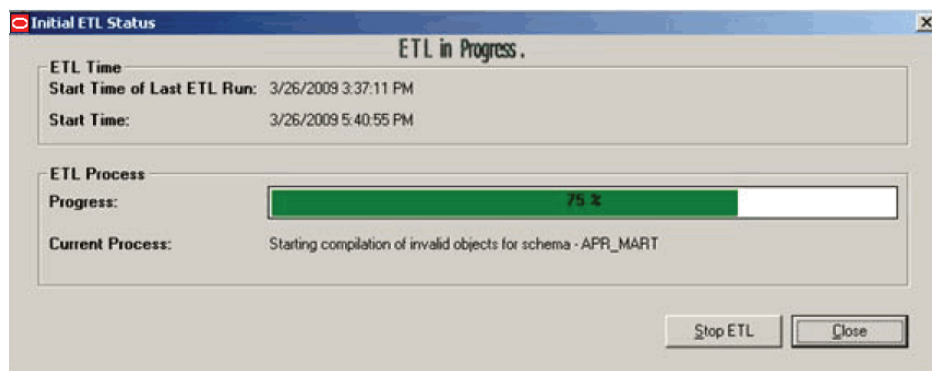 Initial ETL Status
ETL in Progress.
ETL Time
Start Time of Last ETL Run: 3/26/2009 3:37:11 PM
Start Time: 3/26/2009 5:40:55 PM
ETL Process
Progress: 75 %
Current Process: Starting compilation of invalid objects for schema - APR_MART
Stop ETL Close